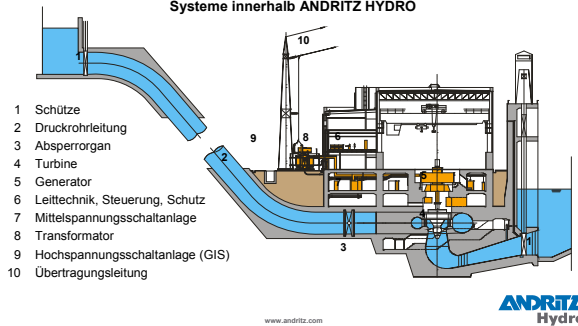 Systeme innerhalb ANDRITZ HYDRO
10
1
1 Schütze
2 Druckrohrleitung
3 Absperrorgan
4 Turbine
5 Generator
6 Leittechnik, Steuerung, Schutz
7 Mittelspannungsschaltanlage
8 Transformator
9 Hochspannungsschaltanlage (GIS)
10 Übertragungsleitung
9
8
6
2
5
4
3
1
ANDRITZ
Hydro
www.andritz.com